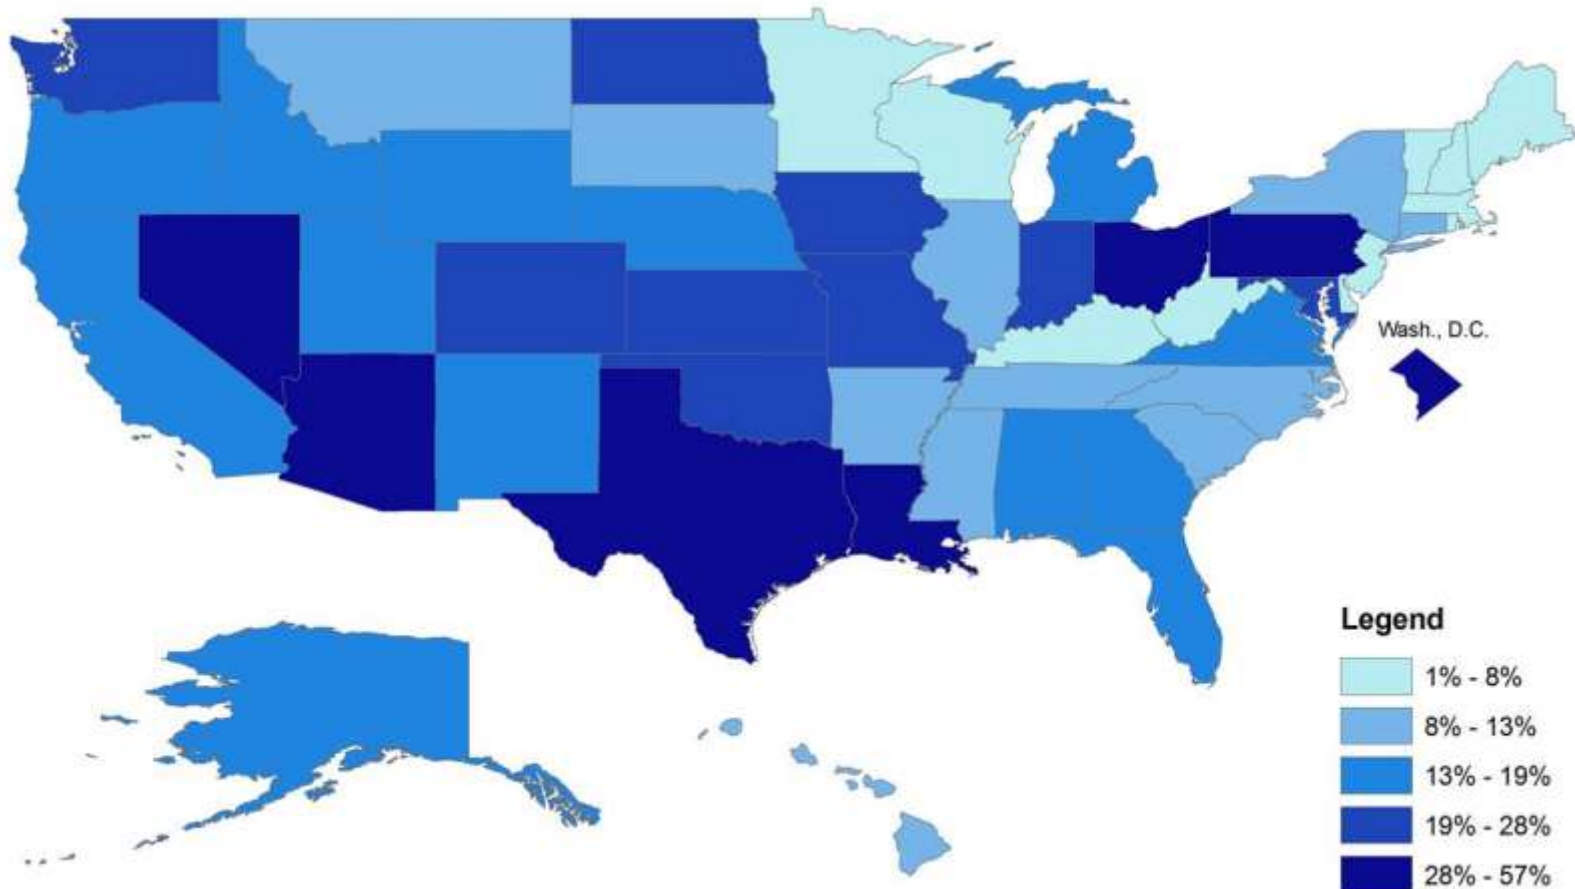 Wash., D.C.
Legend
1% - 8%
8% - 13%
13% - 19%
19% - 28%
28% - 57%